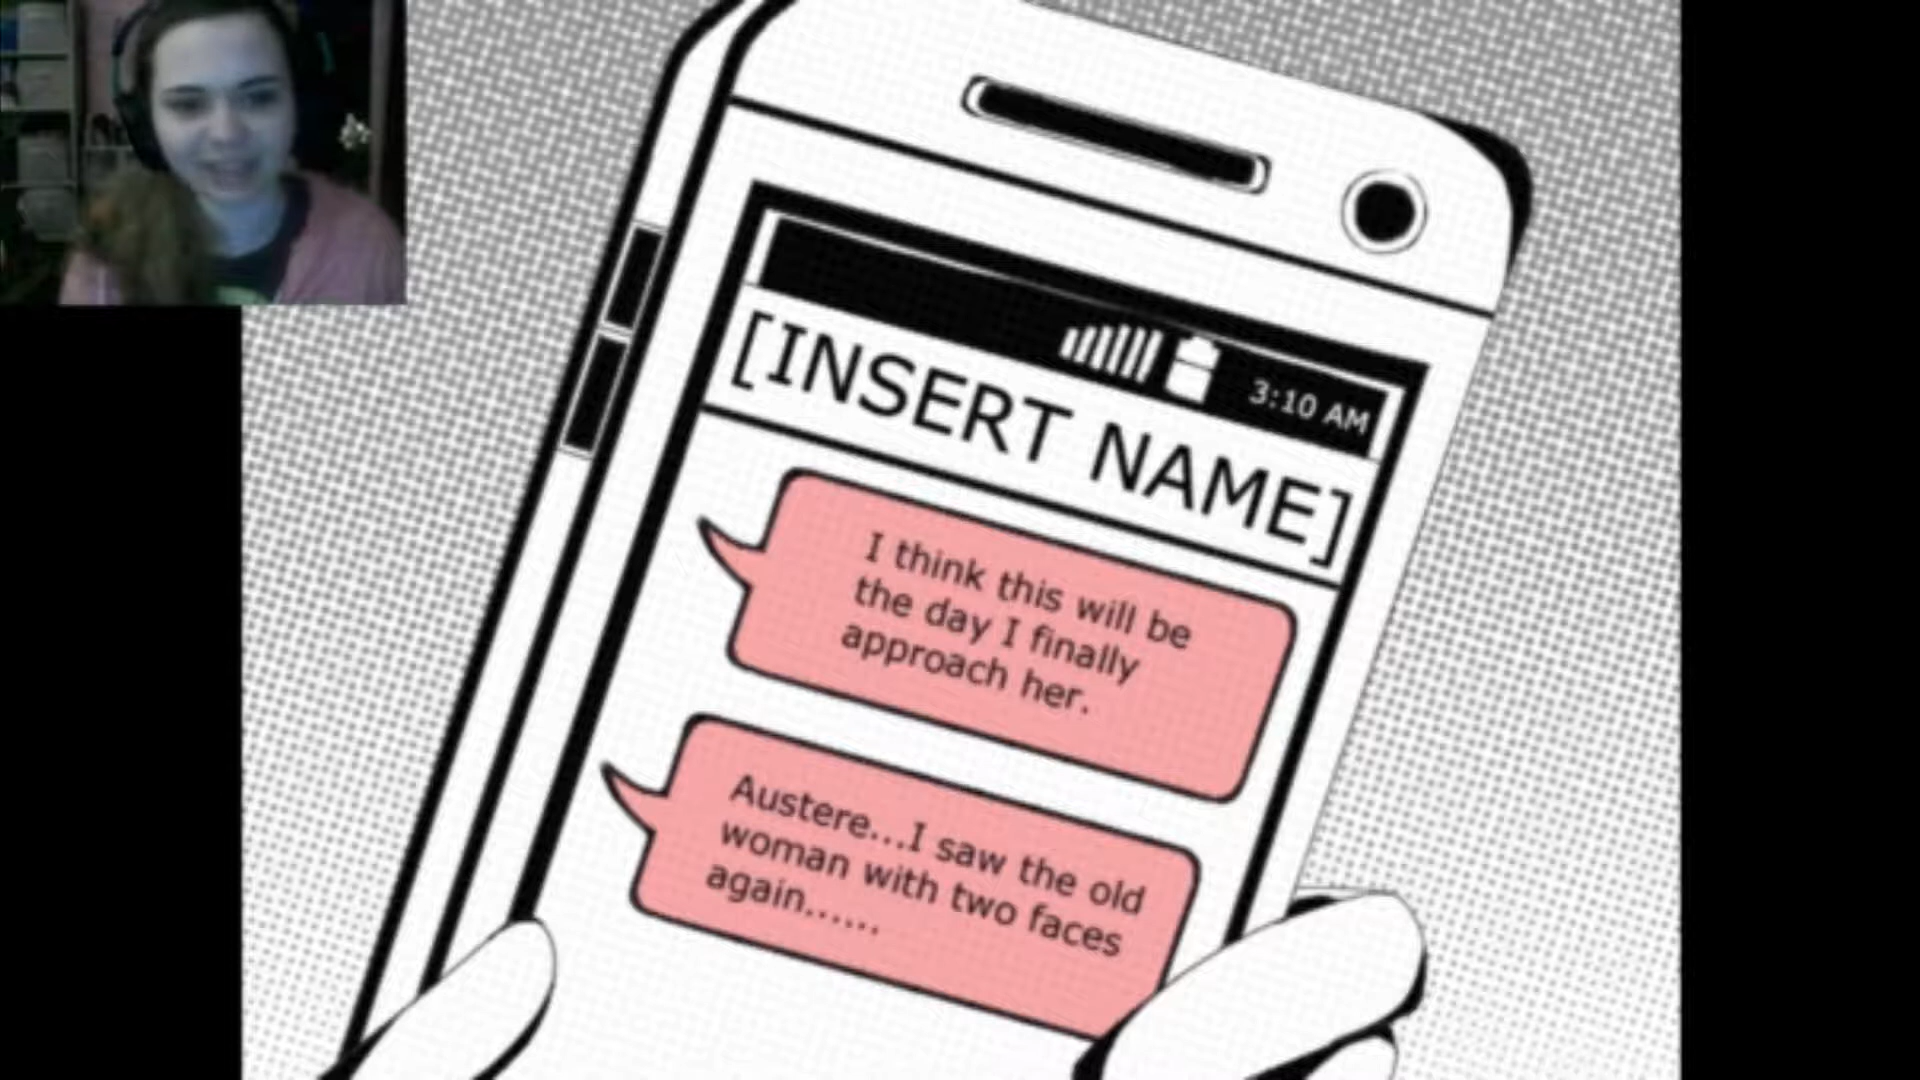 3:10 AM
[INSERT NAME]
I think this will be
the day I finally
approach her.
Austere...I saw the old
woman with two faces
again......